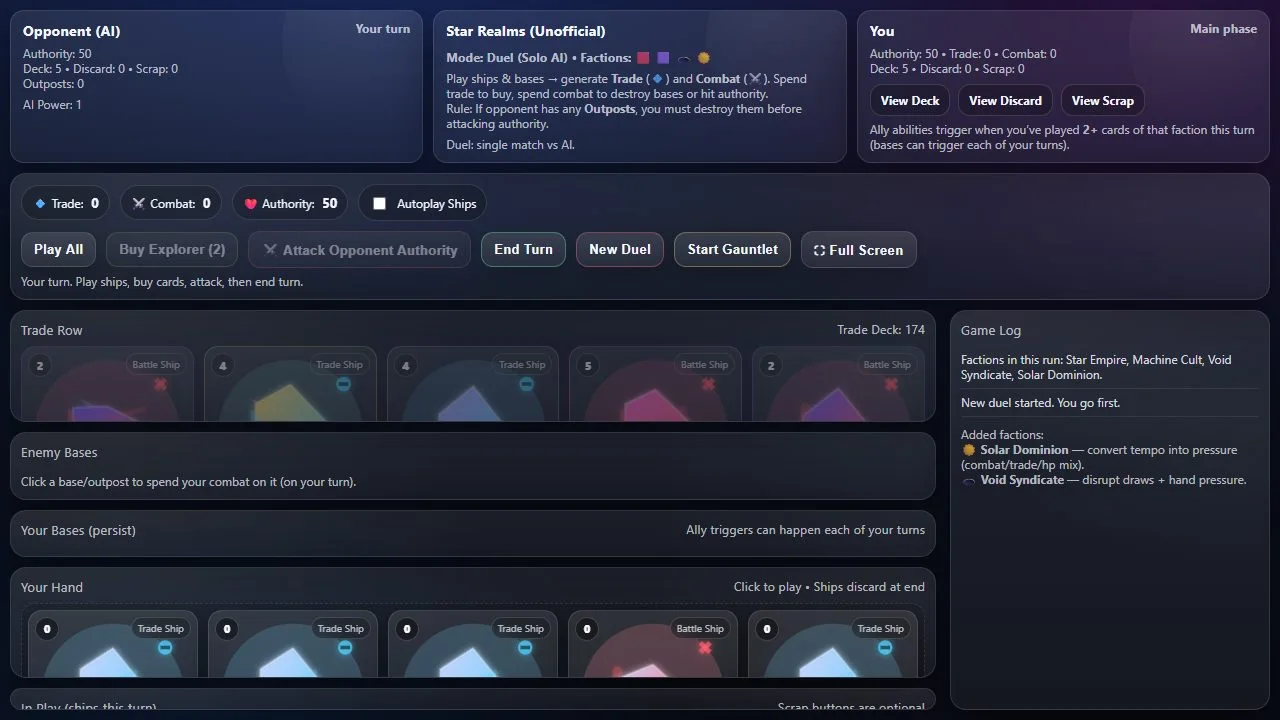 Opponent (AI)
Your turn
Authority: 50
Deck: 5 • Discard: 0 • Scrap: 0
Outposts: 0
AI Power: 1
Star Realms (Unofficial)
Mode: Duel (Solo AI) • Factions:
Play ships & bases → generate Trade (🔹) and Combat (⚔️). Spend
trade to buy, spend combat to destroy bases or hit authority.
Rule: If opponent has any Outposts, you must destroy them before
attacking authority.
Duel: single match vs AI.
You
Main phase
Authority: 50 • Trade: 0 • Combat: 0
Deck: 5 • Discard: 0 • Scrap: 0
View Deck
View Discard
View Scrap
Ally abilities trigger when you've played 2+ cards of that faction this turn
(bases can trigger each of your turns).
Trade: 0
Combat: 0
Authority: 50
Autoplay Ships
Play All
Buy Explorer (2)
Attack Opponent Authority
End Turn
New Duel
Start Gauntlet
Full Screen
Your turn. Play ships, buy cards, attack, then end turn.
Trade Row
Trade Deck: 174
2
Battle Ship
4
Trade Ship
4
Trade Ship
5
Battle Ship
2
Battle Ship
Enemy Bases
Click a base/outpost to spend your combat on it (on your turn).
Your Bases (persist)
Ally triggers can happen each of your turns
Your Hand
Click to play • Ships discard at end
0
Trade Ship
0
Trade Ship
0
Trade Ship
0
Battle Ship
0
Trade Ship
In Play (ships this turn)
Scrap buttons are optional
Game Log
Factions in this run: Star Empire, Machine Cult, Void
Syndicate, Solar Dominion.
New duel started. You go first.
Added factions:
Solar Dominion — convert tempo into pressure
(combat/trade/hp mix).
Void Syndicate — disrupt draws + hand pressure.